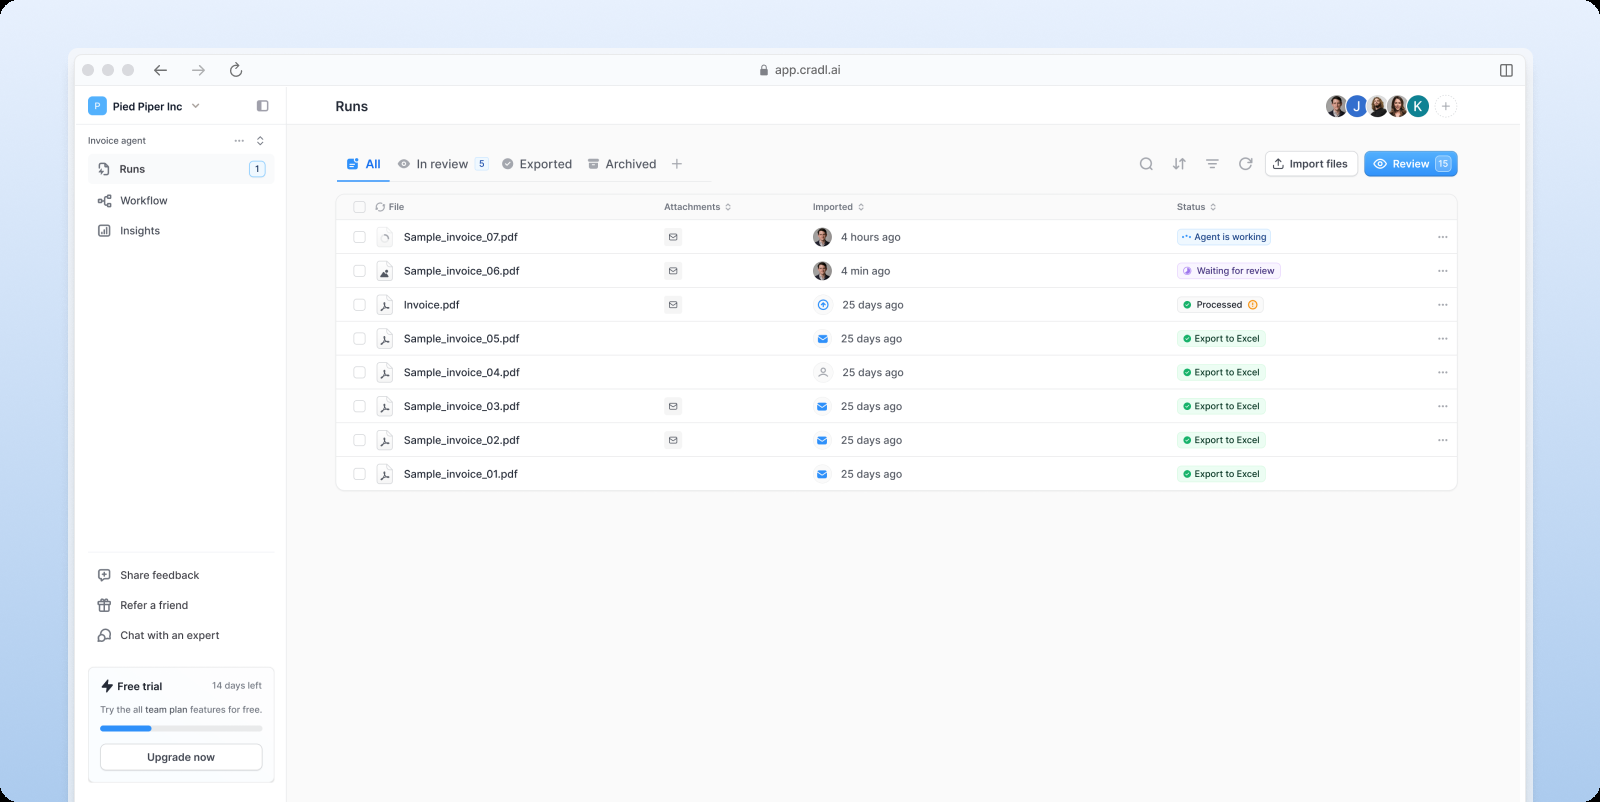 app.cradl.ai
P Pied Piper Inc
Runs
J K
Invoice agent
Runs 1
Workflow
Insights
All In review 5 Exported Archived
Import files Review 15
File Attachments Imported Status
Sample_invoice_07.pdf 4 hours ago Agent is working
Sample_invoice_06.pdf 4 min ago Waiting for review
Invoice.pdf 25 days ago Processed
Sample_invoice_05.pdf 25 days ago Export to Excel
Sample_invoice_04.pdf 25 days ago Export to Excel
Sample_invoice_03.pdf 25 days ago Export to Excel
Sample_invoice_02.pdf 25 days ago Export to Excel
Sample_invoice_01.pdf 25 days ago Export to Excel
Share feedback
Refer a friend
Chat with an expert
Free trial 14 days left
Try the all team plan features for free.
Upgrade now